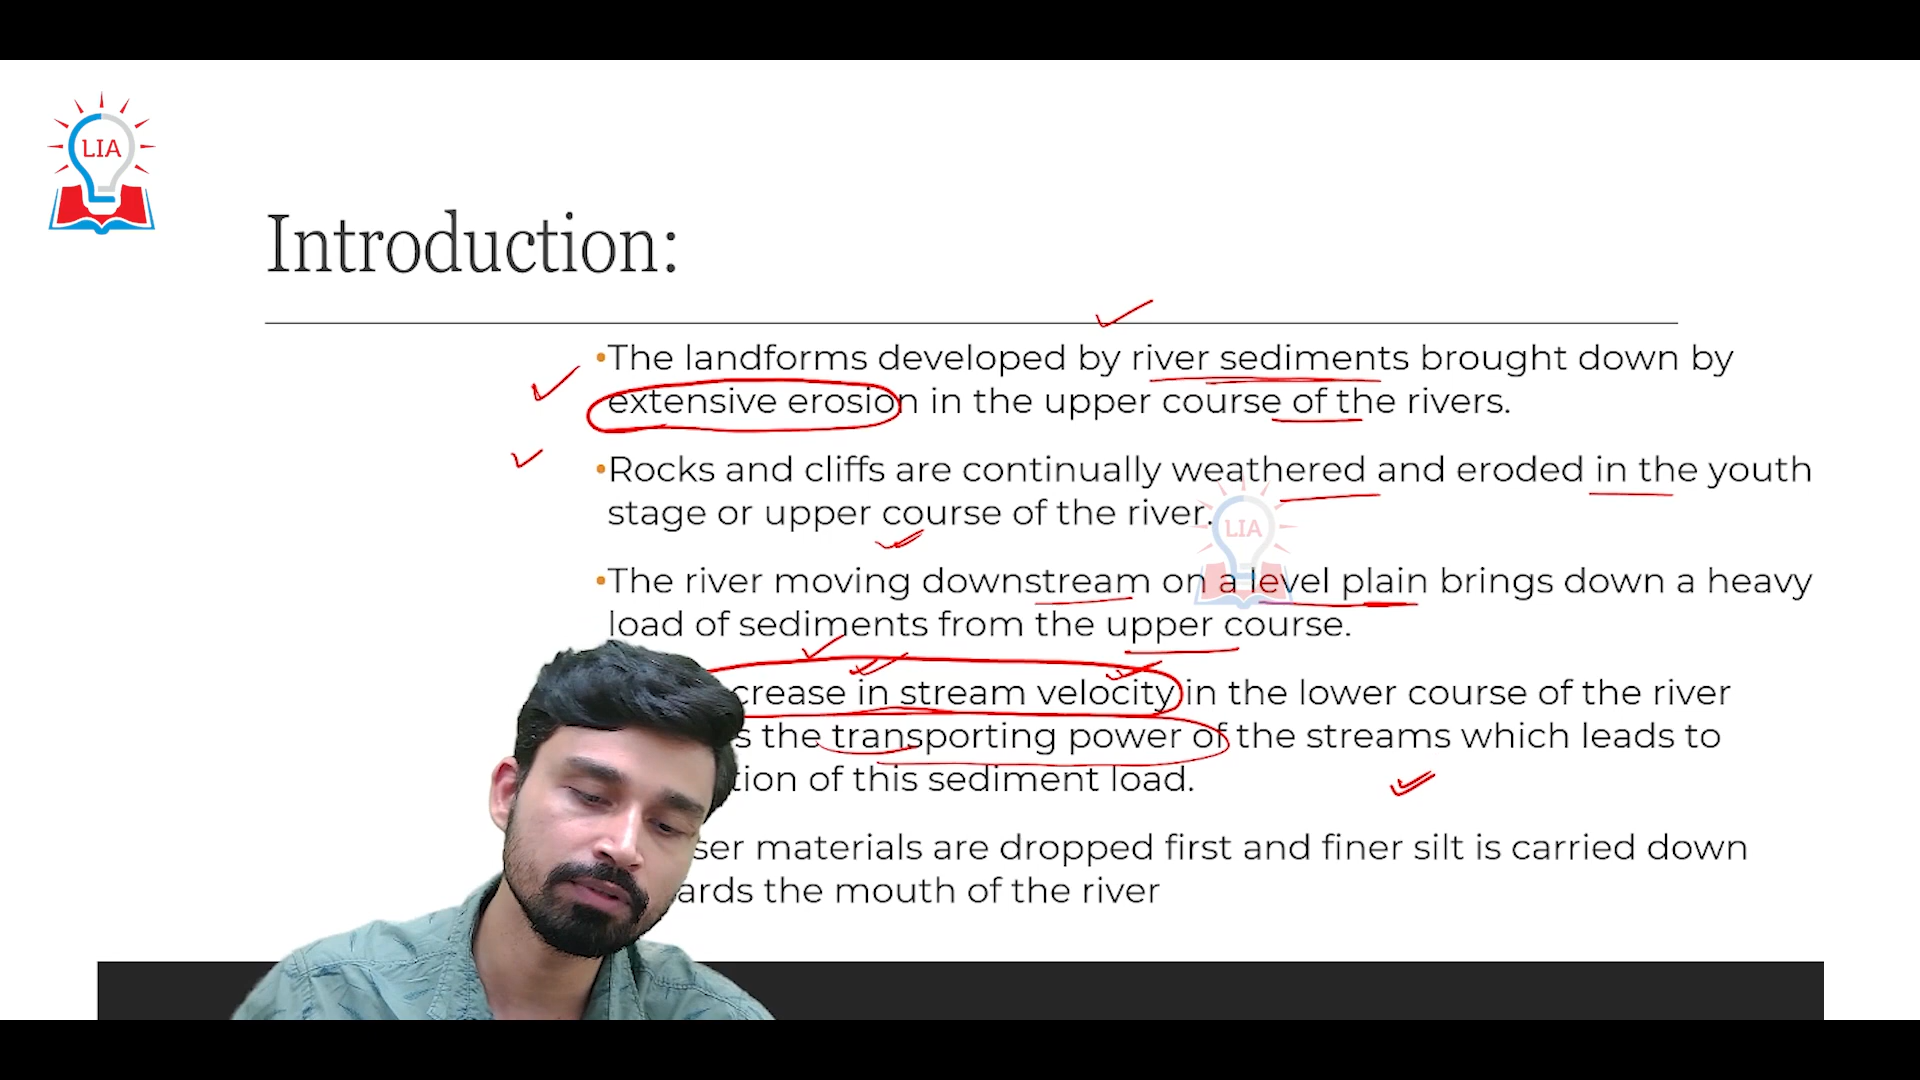 LIA
Introduction:
•The landforms developed by river sediments brought down by
extensive erosion in the upper course of the rivers.
•Rocks and cliffs are continually weathered and eroded in the youth
stage or upper course of the river.
LIA
•The river moving downstream on a level plain brings down a heavy
load of sediments from the upper course.
crease in stream velocity in the lower course of the river
s the transporting power of the streams which leads to
tion of this sediment load.
ser materials are dropped first and finer silt is carried down
ards the mouth of the river